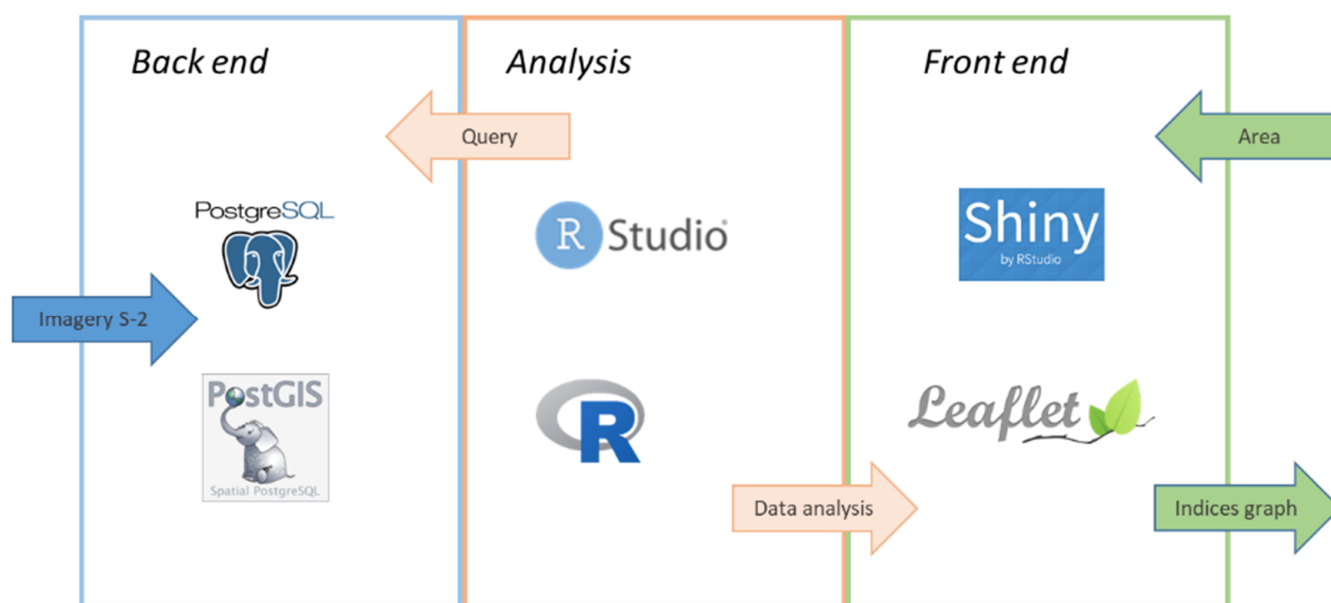 Back end
Analysis
Front end
Query
Area
PostgreSQL
R Studio®
Shiny
by RStudio
Imagery S-2
PostGIS
Spatial PostgreSQL
R
Leaflet
Data analysis
Indices graph